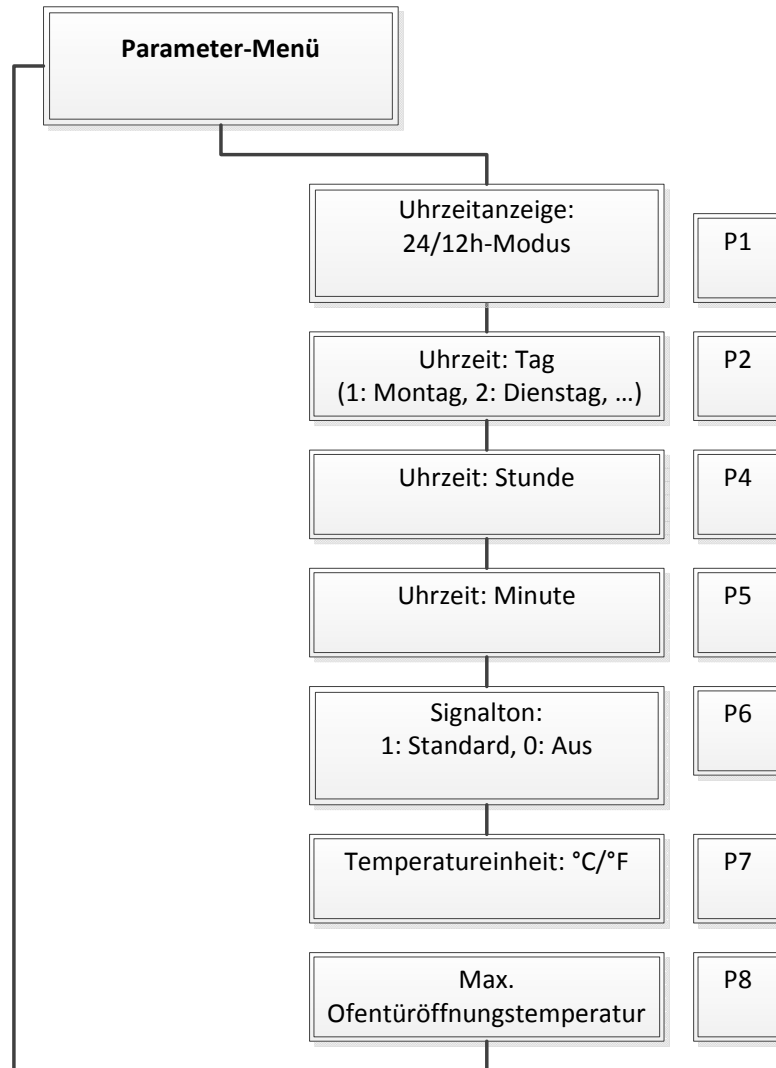 Parameter-Menü
Uhrzeitanzeige:
24/12h-Modus
P1
Uhrzeit: Tag
(1: Montag, 2: Dienstag, …)
P2
Uhrzeit: Stunde
P4
Uhrzeit: Minute
P5
Signalton:
1: Standard, 0: Aus
P6
Temperatureinheit: °C/°F
P7
Max.
Ofentüröffnungstemperatur
P8